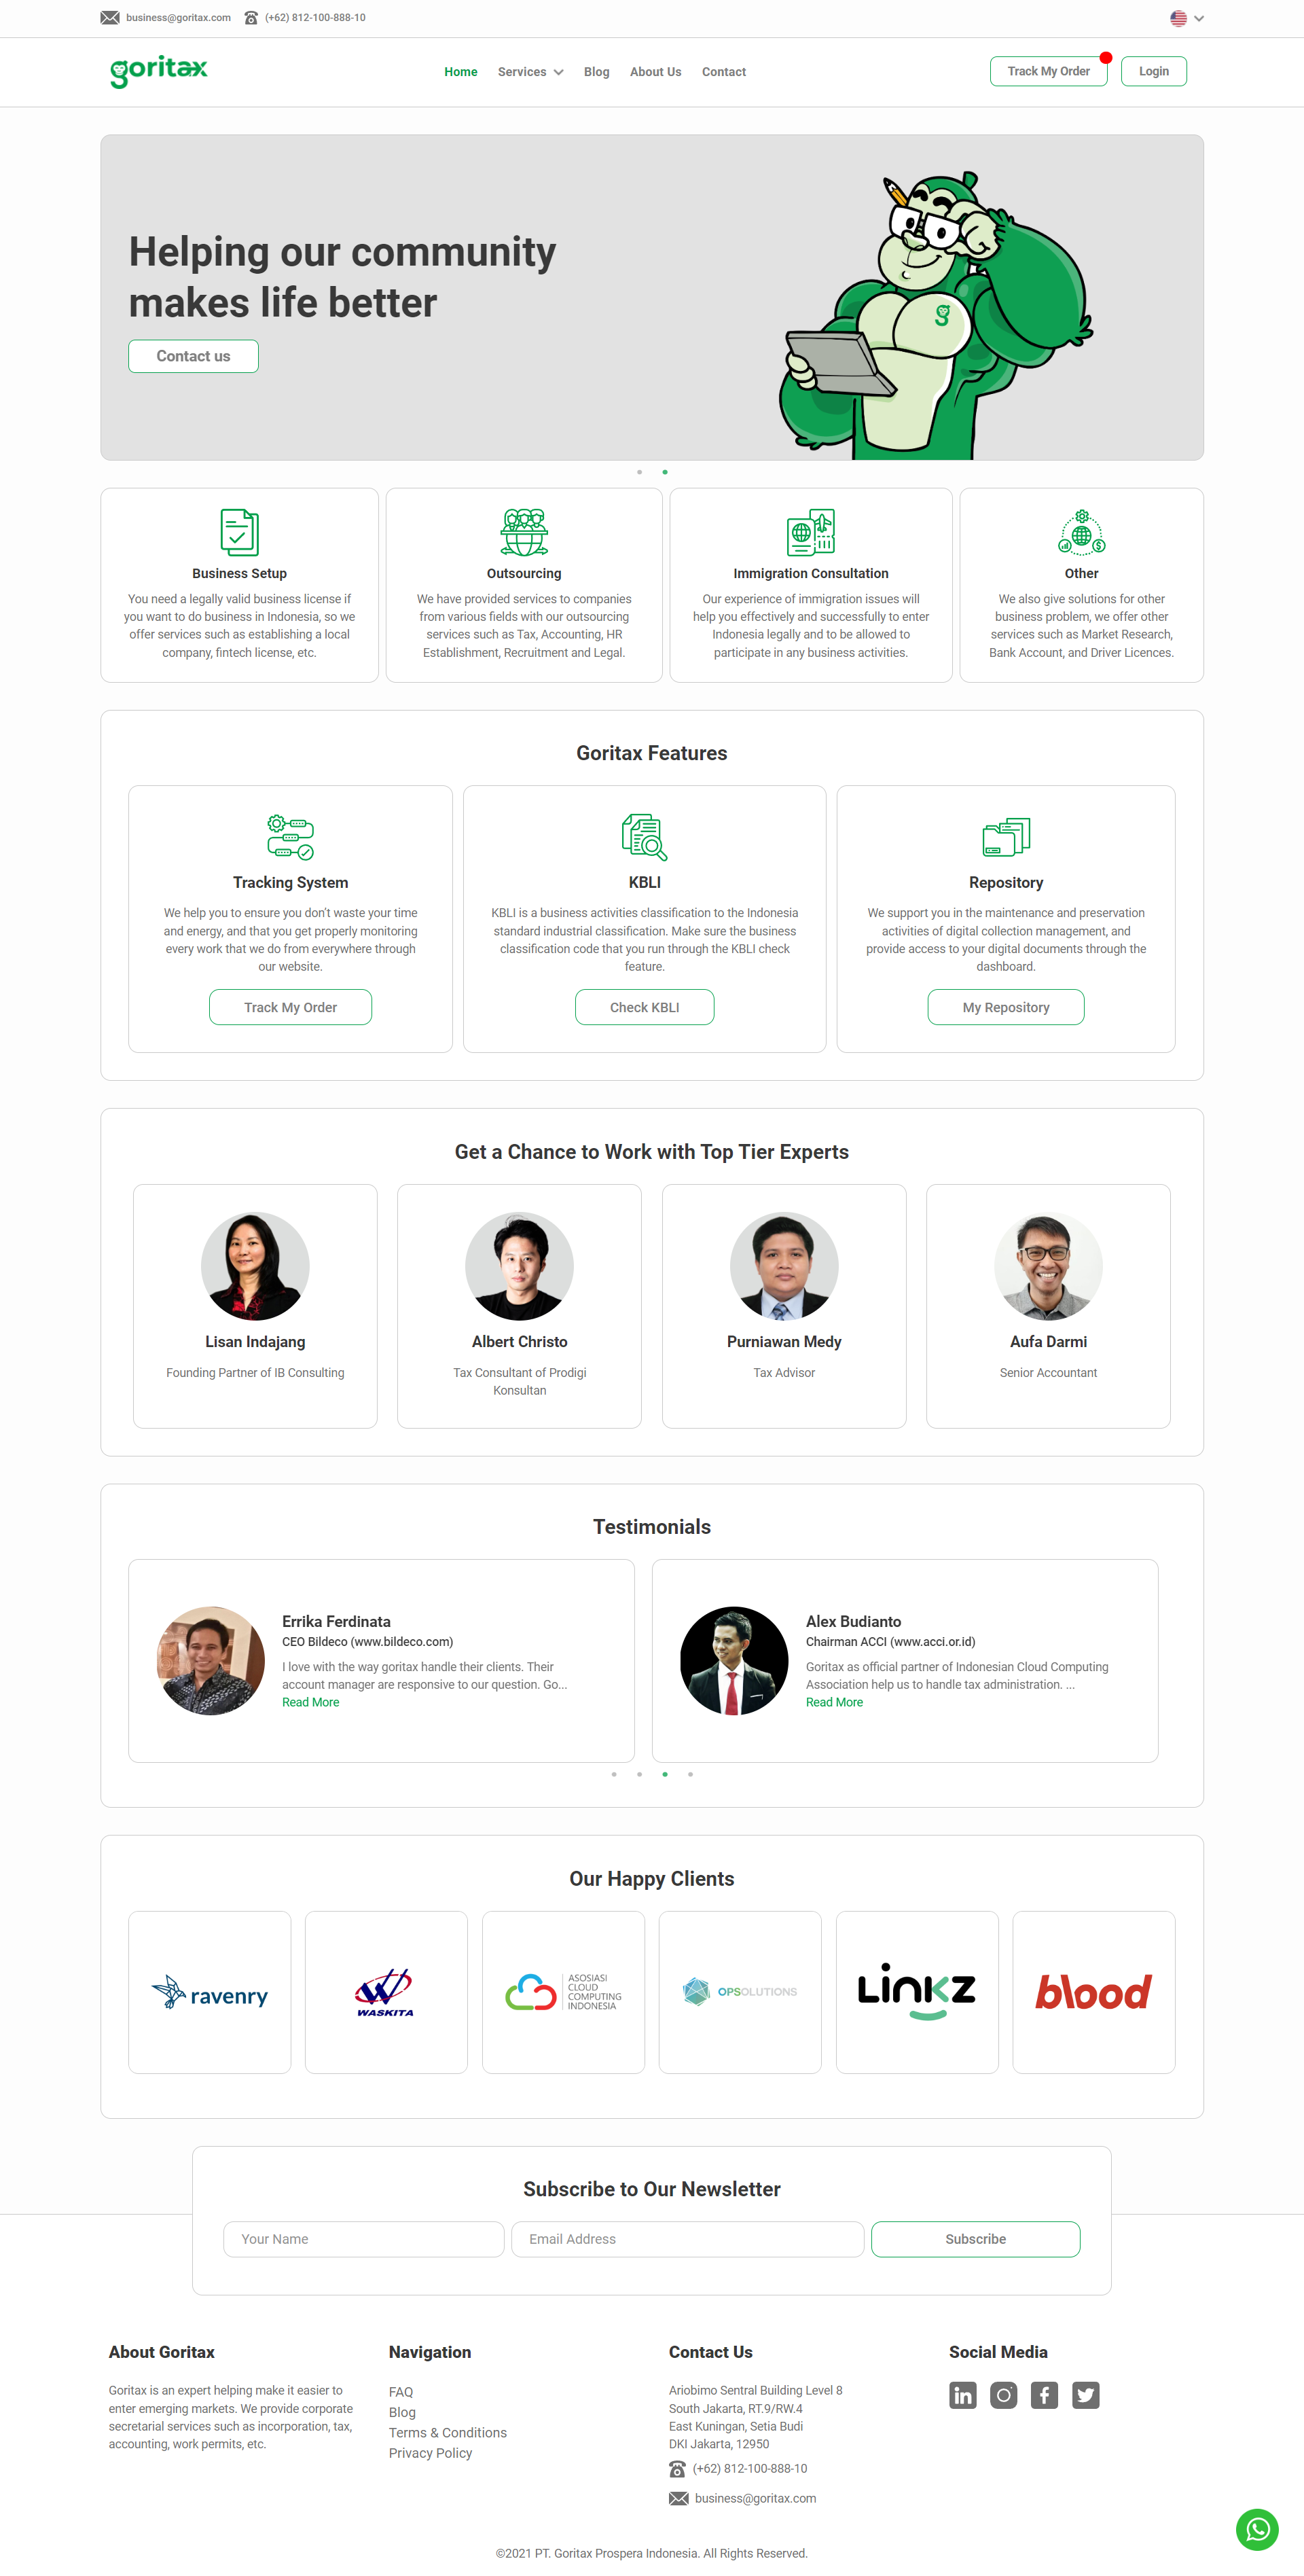 business@goritax.com (+62) 812-100-888-10
goritax
Home Services Blog About Us Contact
Track My Order Login
Helping our community
makes life better
Contact us
g
Business Setup
You need a legally valid business license if
you want to do business in Indonesia, so we
offer services such as establishing a local
company, fintech license, etc.
Outsourcing
We have provided services to companies
from various fields with our outsourcing
services such as Tax, Accounting, HR
Establishment, Recruitment and Legal.
Immigration Consultation
Our experience of immigration issues will
help you effectively and successfully to enter
Indonesia legally and to be allowed to
participate in any business activities.
Other
We also give solutions for other
business problem, we offer other
services such as Market Research,
Bank Account, and Driver Licences.
Goritax Features
Tracking System
We help you to ensure you don't waste your time
and energy, and that you get properly monitoring
every work that we do from everywhere through
our website.
Track My Order
KBLI
KBLI is a business activities classification to the Indonesia
standard industrial classification. Make sure the business
classification code that you run through the KBLI check
feature.
Check KBLI
Repository
We support you in the maintenance and preservation
activities of digital collection management, and
provide access to your digital documents through the
dashboard.
My Repository
Get a Chance to Work with Top Tier Experts
Lisan Indajang
Founding Partner of IB Consulting
Albert Christo
Tax Consultant of Prodigi
Konsultan
Purniawan Medy
Tax Advisor
Aufa Darmi
Senior Accountant
Testimonials
Errika Ferdinata
CEO Bildeco (www.bildeco.com)
I love with the way goritax handle their clients. Their
account manager are responsive to our question. Go...
Read More
Alex Budianto
Chairman ACCI (www.acci.or.id)
Goritax as official partner of Indonesian Cloud Computing
Association help us to handle tax administration. ...
Read More
Our Happy Clients
ravenry
WASKITA
ASOSIASI
CLOUD
COMPUTING
INDONESIA
OPSOLUTIONS
LINKZ
blood
Subscribe to Our Newsletter
Your Name
Email Address
Subscribe
About Goritax
Goritax is an expert helping make it easier to
enter emerging markets. We provide corporate
secretarial services such as incorporation, tax,
accounting, work permits, etc.
Navigation
FAQ
Blog
Terms & Conditions
Privacy Policy
Contact Us
Ariobimo Sentral Building Level 8
South Jakarta, RT.9/RW.4
East Kuningan, Setia Budi
DKI Jakarta, 12950
(+62) 812-100-888-10
business@goritax.com
Social Media
©2021 PT. Goritax Prospera Indonesia. All Rights Reserved.